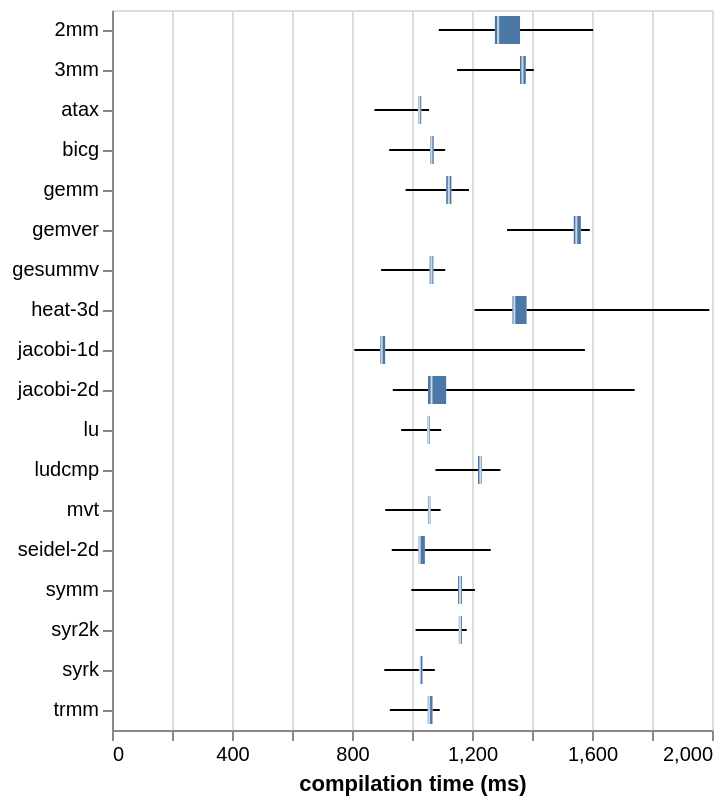 2mm
3mm
atax
bicg
gemm
gemver
gesummv
heat-3d
jacobi-1d
jacobi-2d
lu
ludcmp
mvt
seidel-2d
symm
syr2k
syrk
trmm
0 400 800 1,200 1,600 2,000
compilation time (ms)